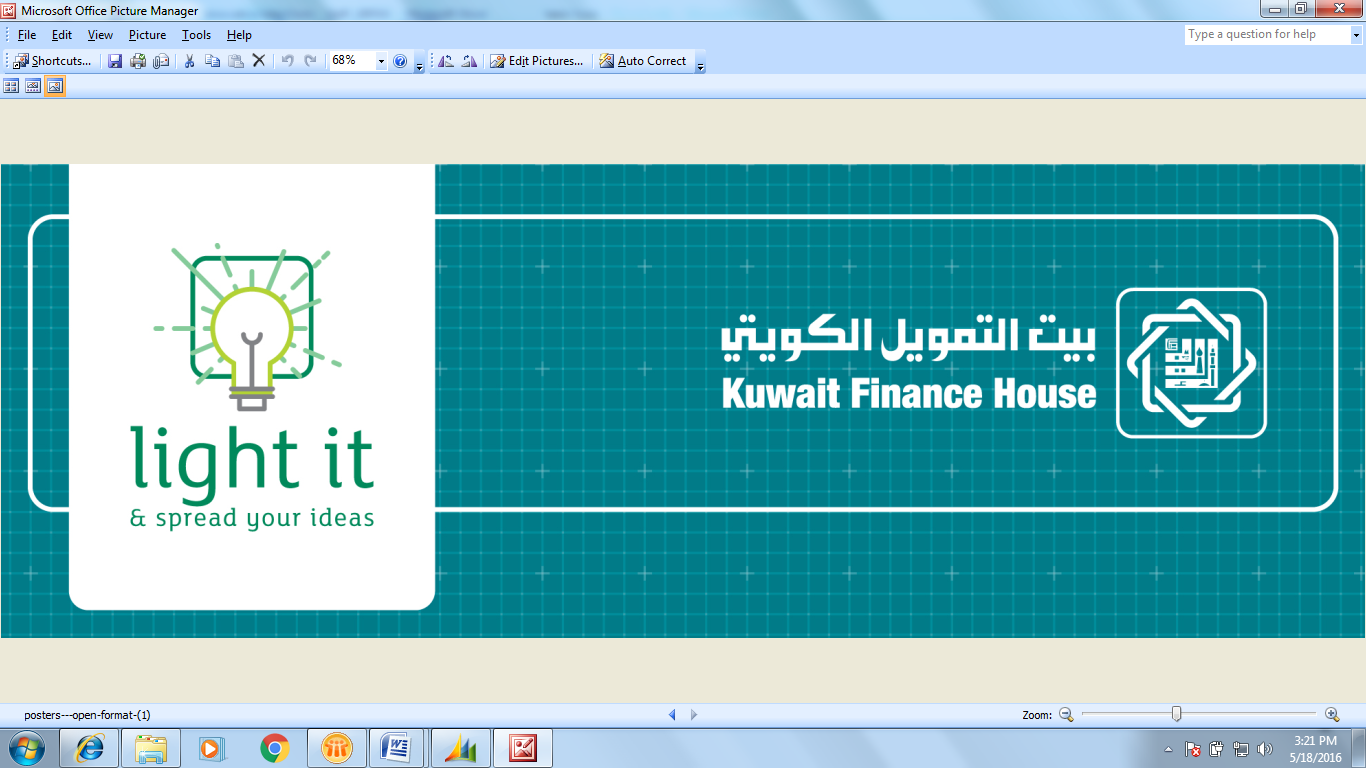 Microsoft Office Picture Manager
File Edit View Picture Tools Help
Type a question for help
Shortcuts... 68% Edit Pictures... Auto Correct
light it
& spread your ideas
بيت التمويل الكويتي
Kuwait Finance House
posters---open-format-(1)
Zoom:
3:21 PM
5/18/2016